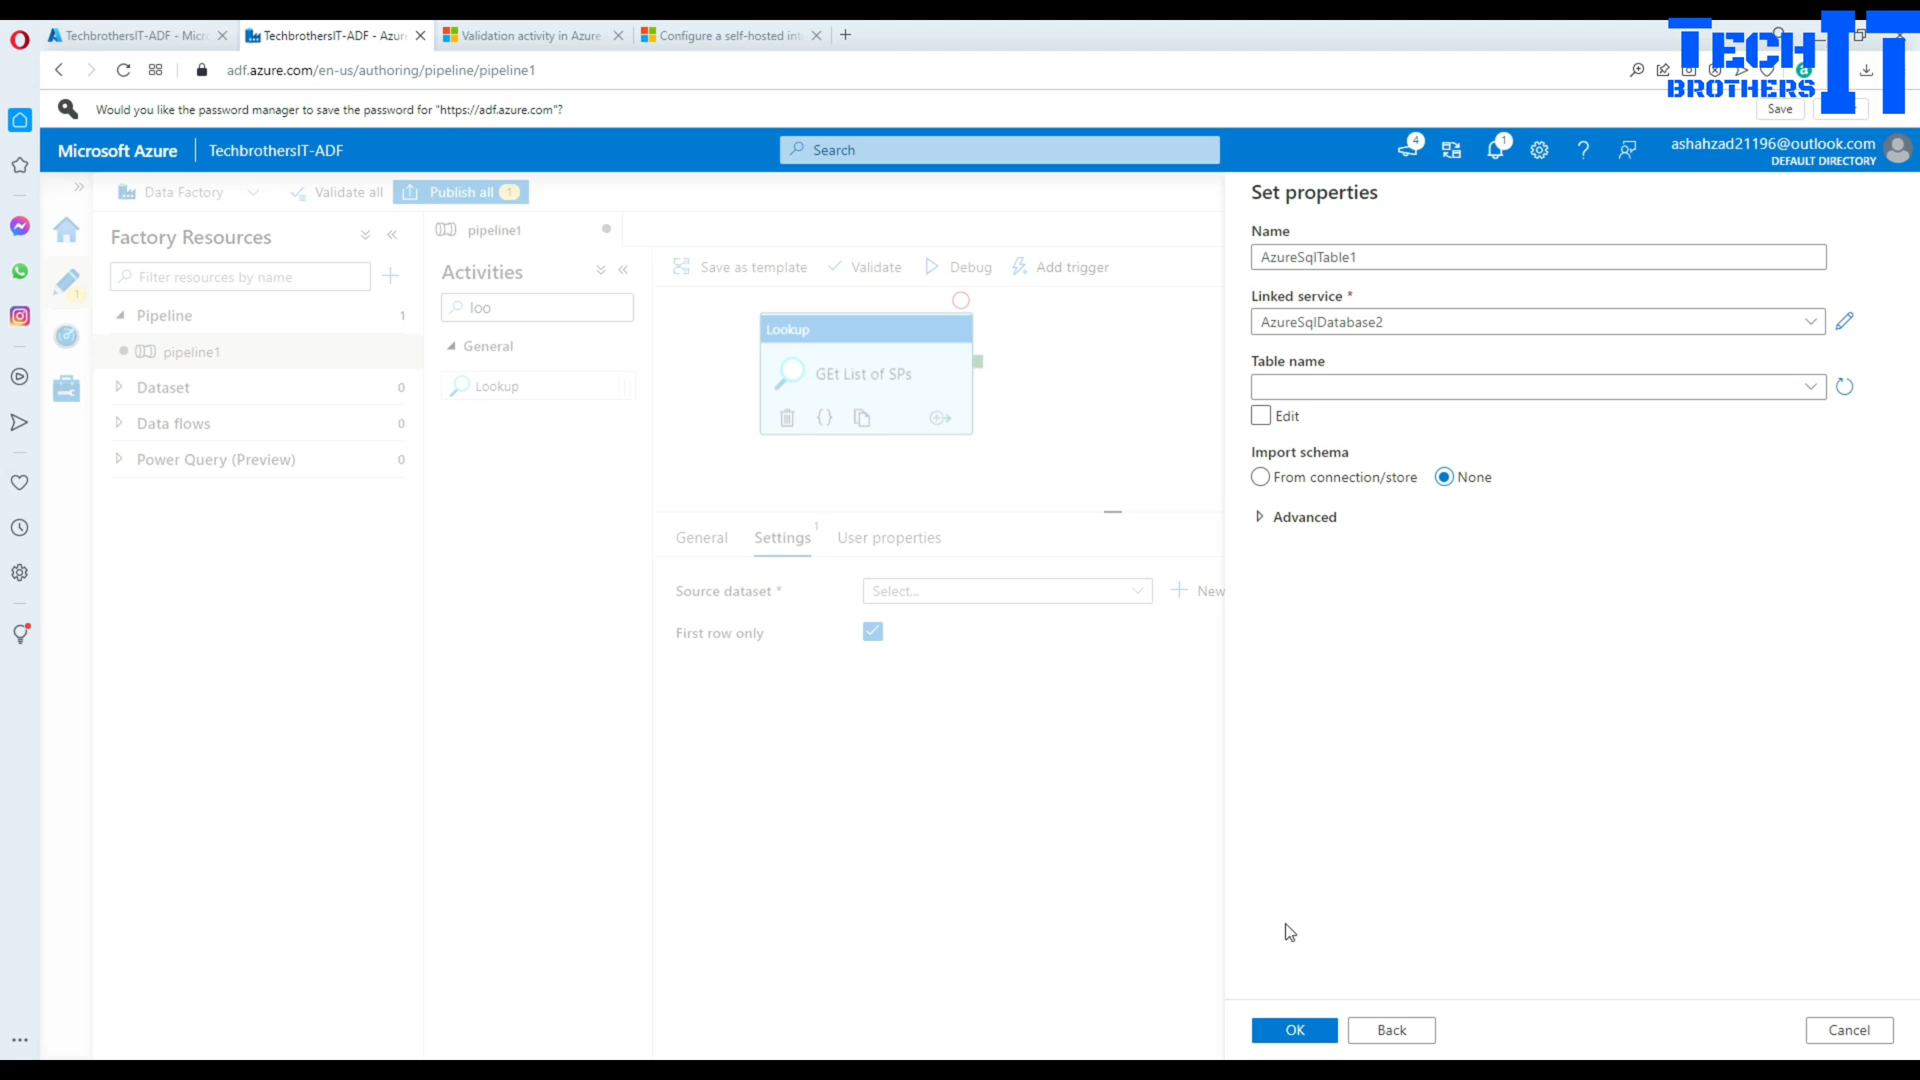 TechbrothersIT-ADF - Micro
TechbrothersIT-ADF - Azur
Validation activity in Azure
Configure a self-hosted int
TECH IT
BROTHERS
adf.azure.com/en-us/authoring/pipeline/pipeline1
Would you like the password manager to save the password for "https://adf.azure.com"?
Save
Microsoft Azure
TechbrothersIT-ADF
Search
4
1
ashahzad21196@outlook.com
DEFAULT DIRECTORY
Data Factory
Validate all
Publish all 1
Set properties
Factory Resources
pipeline1
Name
AzureSqlTable1
Filter resources by name
Activities
Save as template
Validate
Debug
Add trigger
1
Pipeline 1
loo
Linked service *
AzureSqlDatabase2
pipeline1
General
Lookup
Table name
Dataset 0
Lookup
GEt List of SPs
Edit
Data flows 0
Power Query (Preview) 0
Import schema
From connection/store
None
Advanced
General
Settings 1
User properties
Source dataset *
Select...
New
First row only
OK
Back
Cancel